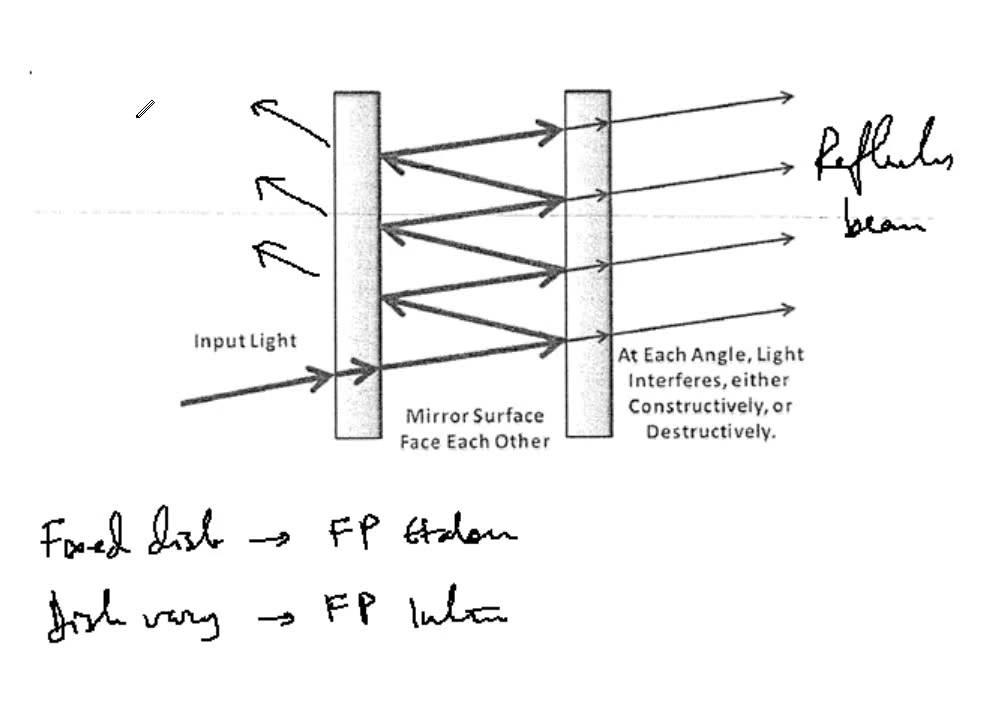 Reflected
beam
Input Light
At Each Angle, Light
Interferes, either
Constructively, or
Destructively.
Mirror Surface
Face Each Other
Fixed dist → FP Etalon
Dist vary → FP